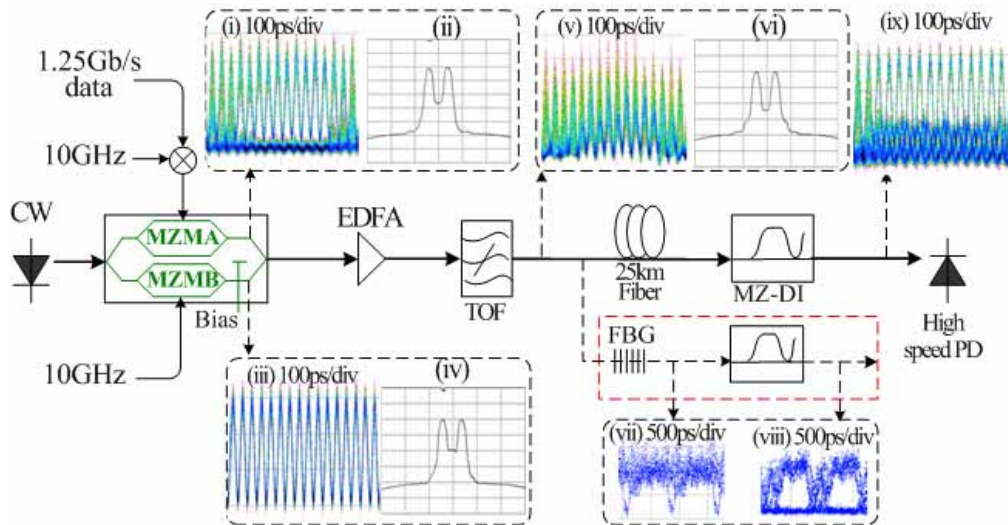 (i) 100ps/div
(ii)
(v) 100ps/div
(vi)
(ix) 100ps/div
1.25Gb/s
data
10GHz
CW
MZMA
MZMB
Bias
EDFA
TOF
25km
Fiber
MZ-DI
High
speed PD
FBG
10GHz
(iii) 100ps/div
(iv)
(vii) 500ps/div
(viii) 500ps/div